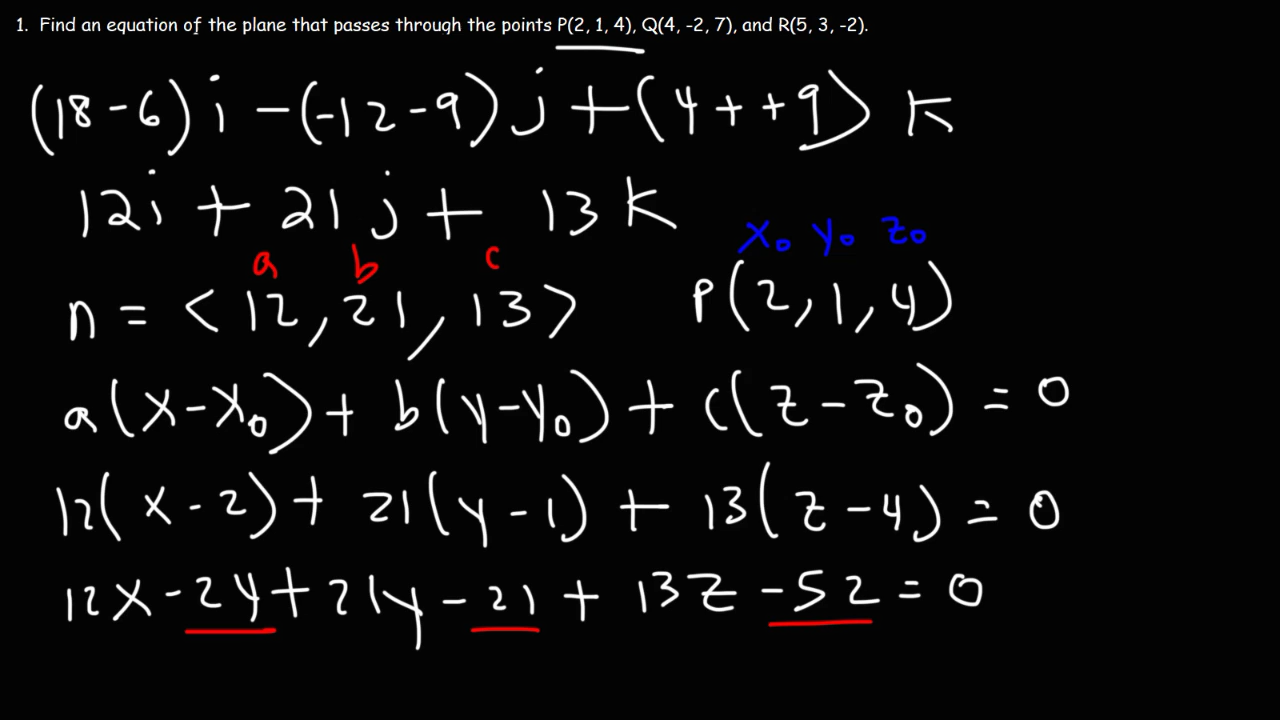 1. Find an equation of the plane that passes through the points P(2, 1, 4), Q(4, -2, 7), and R(5, 3, -2).
(18-6)i-(-12-9)j+(4++9)k
12i+21j+13k
a b c
x₀ y₀ z₀
n=<12,21,13> P(2,1,4)
a(x-x₀)+b(y-y₀)+c(z-z₀)=0
12(x-2)+21(y-1)+13(z-4)=0
12x-24+21y-21+13z-52=0